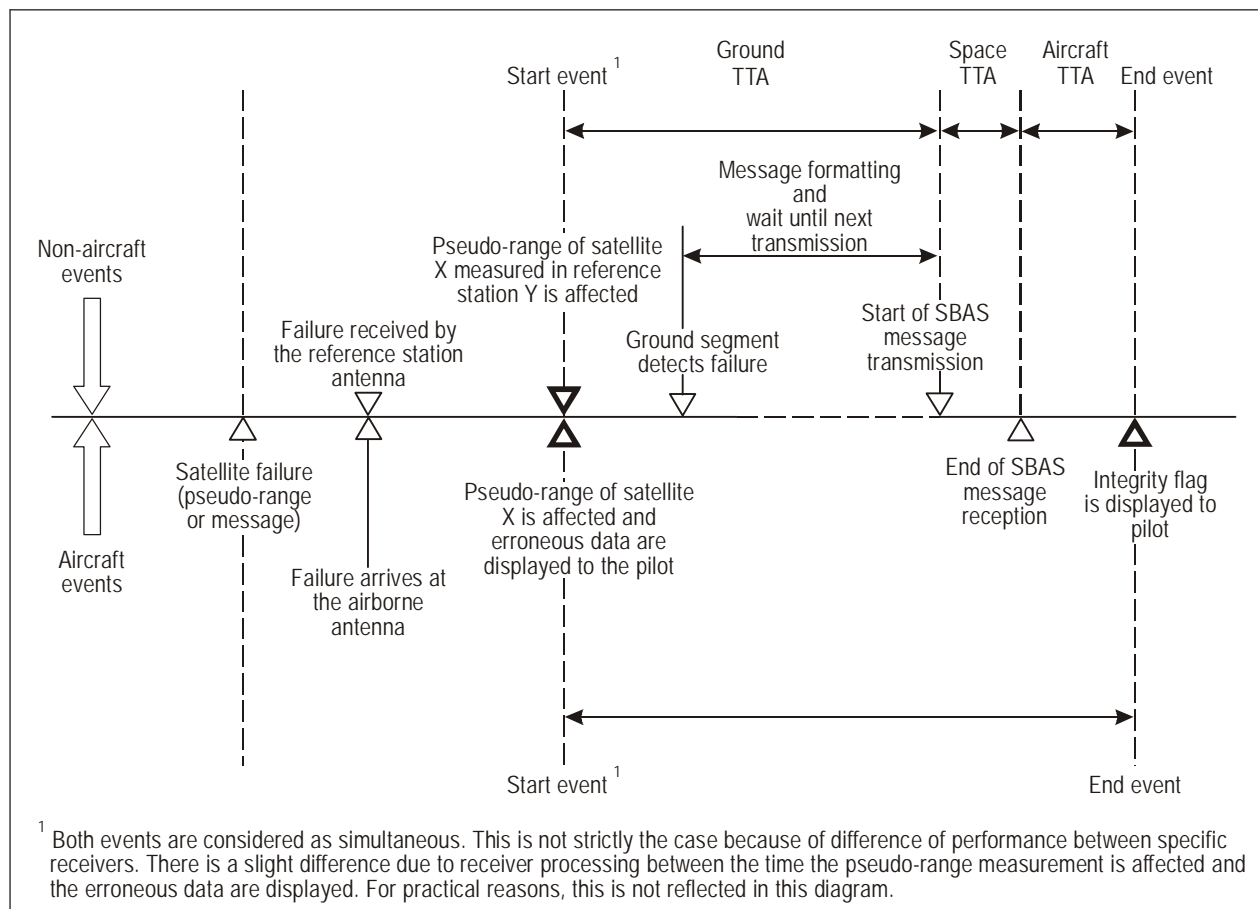 Start event 1
Ground
TTA
Space
TTA
Aircraft
TTA
End event
Message formatting
and
wait until next
transmission
Non-aircraft
events
Pseudo-range of satellite
X measured in reference
station Y is affected
Failure received by
the reference station
antenna
Ground segment
detects failure
Start of SBAS
message
transmission
Satellite failure
(pseudo-range
or message)
Pseudo-range of satellite
X is affected and
erroneous data are
displayed to the pilot
End of SBAS
message
reception
Integrity flag
is displayed to
pilot
Aircraft
events
Failure arrives at
the airborne
antenna
Start event 1
End event
1 Both events are considered as simultaneous. This is not strictly the case because of difference of performance between specific
receivers. There is a slight difference due to receiver processing between the time the pseudo-range measurement is affected and
the erroneous data are displayed. For practical reasons, this is not reflected in this diagram.